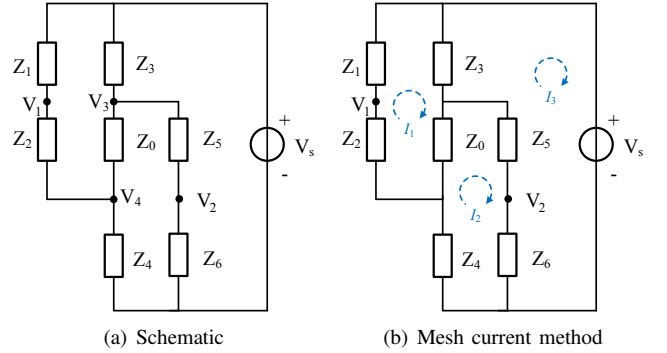 Z1
Z3
V1
V3
Z2
Z0
Z5
+
Vs
-
V4
V2
Z4
Z6
(a) Schematic
Z1
Z3
I3
V1
I1
Z2
Z0
Z5
+
Vs
-
I2
V2
Z4
Z6
(b) Mesh current method